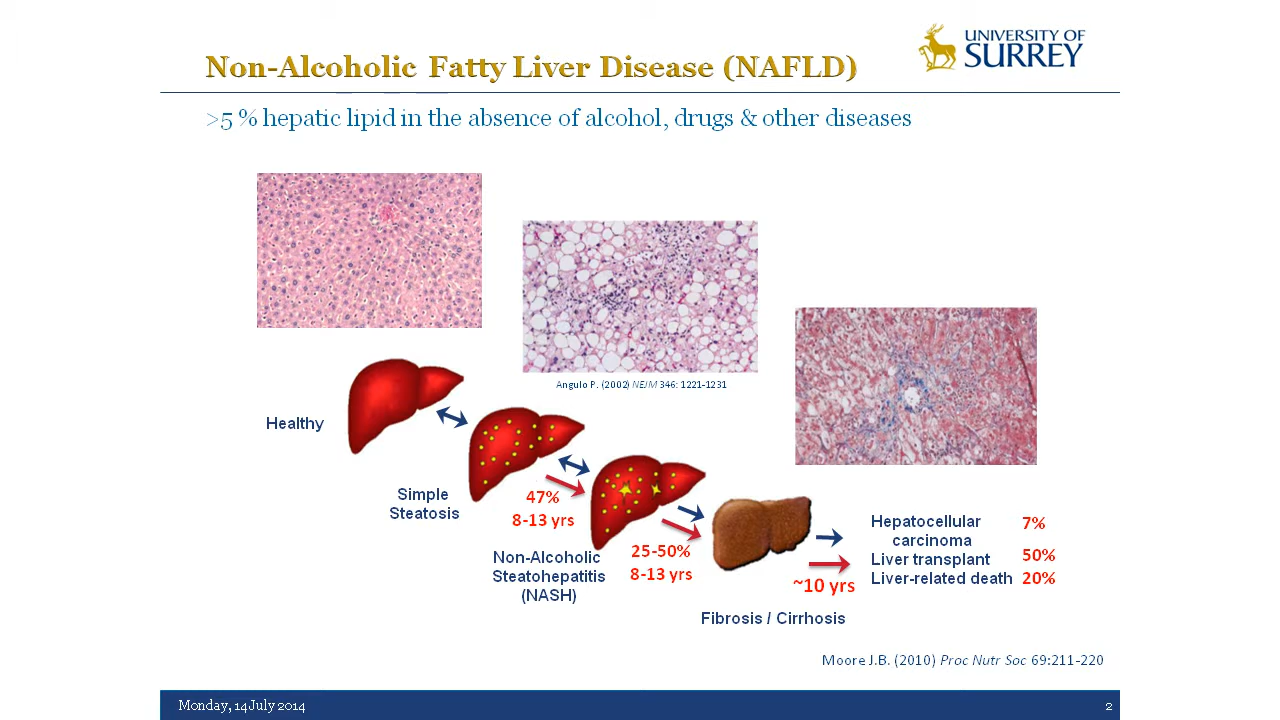 UNIVERSITY OF
SURREY
Non-Alcoholic Fatty Liver Disease (NAFLD)
>5 % hepatic lipid in the absence of alcohol, drugs & other diseases
Angulo P. (2002) NEJM 346: 1221-1231
Healthy
Simple
Steatosis
47%
8-13 yrs
Non-Alcoholic
Steatohepatitis
(NASH)
25-50%
8-13 yrs
Fibrosis / Cirrhosis
~10 yrs
Hepatocellular 7%
carcinoma
Liver transplant 50%
Liver-related death 20%
Moore J.B. (2010) Proc Nutr Soc 69:211-220
Monday, 14July 2014
2